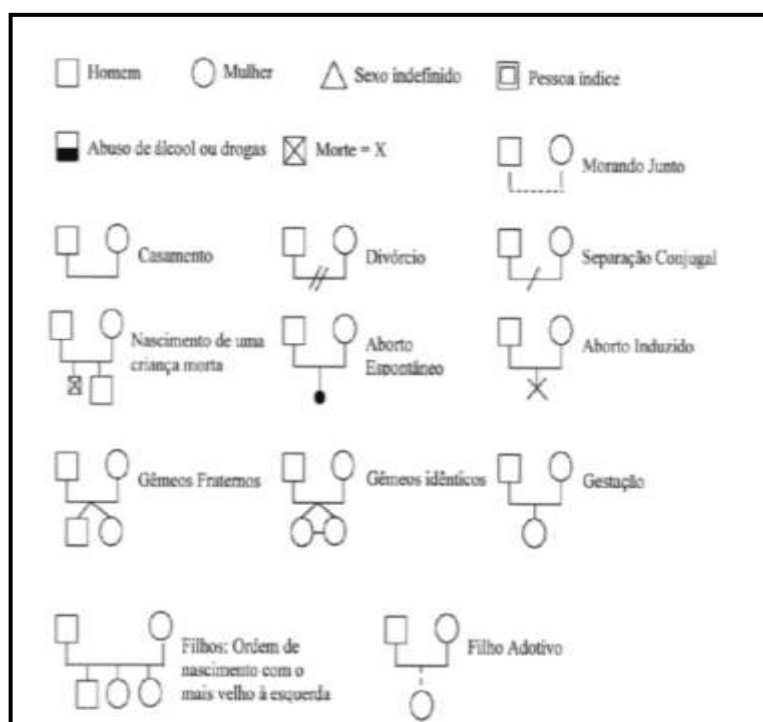 Homem
Mulher
Sexo indefinido
Pessoa índice
Abuso de álcool ou drogas
Morte = X
Morando Junto
Casamento
Divórcio
Separação Conjugal
Nascimento de uma
criança morta
Aborto
Espontâneo
Aborto Induzido
Gêmeos Fraternos
Gêmeos idênticos
Gestação
Filhos: Ordem de
nascimento com o
mais velho à esquerda
Filho Adotivo